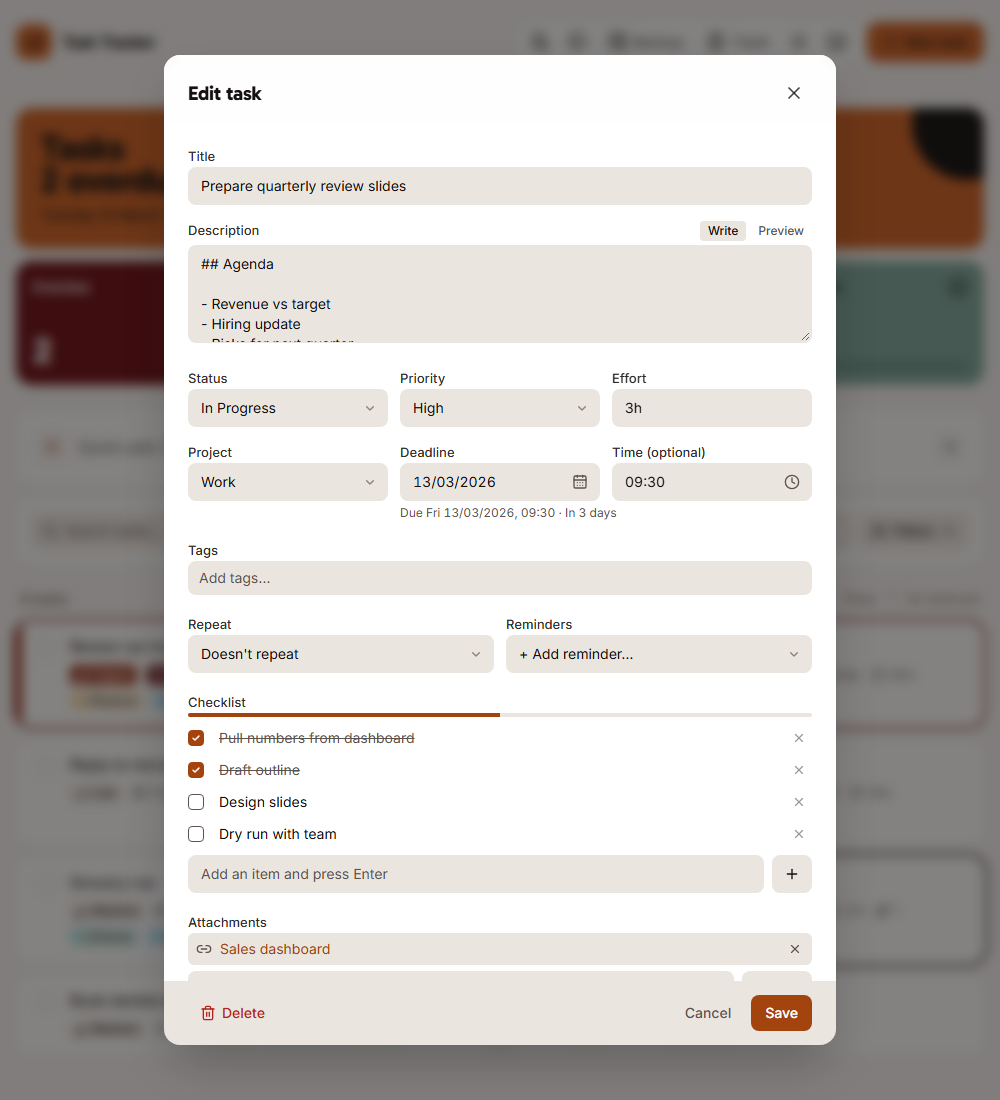 Edit task
Title
Prepare quarterly review slides
Description
Write Preview
## Agenda
- Revenue vs target
- Hiring update
- Risks for next quarter
Status Priority Effort
In Progress High 3h
Project Deadline Time (optional)
Work 13/03/2026 09:30
Due Fri 13/03/2026, 09:30 · In 3 days
Tags
Add tags...
Repeat Reminders
Doesn't repeat + Add reminder...
Checklist
Pull numbers from dashboard
Draft outline
Design slides
Dry run with team
Add an item and press Enter
Attachments
Sales dashboard
Delete Cancel Save